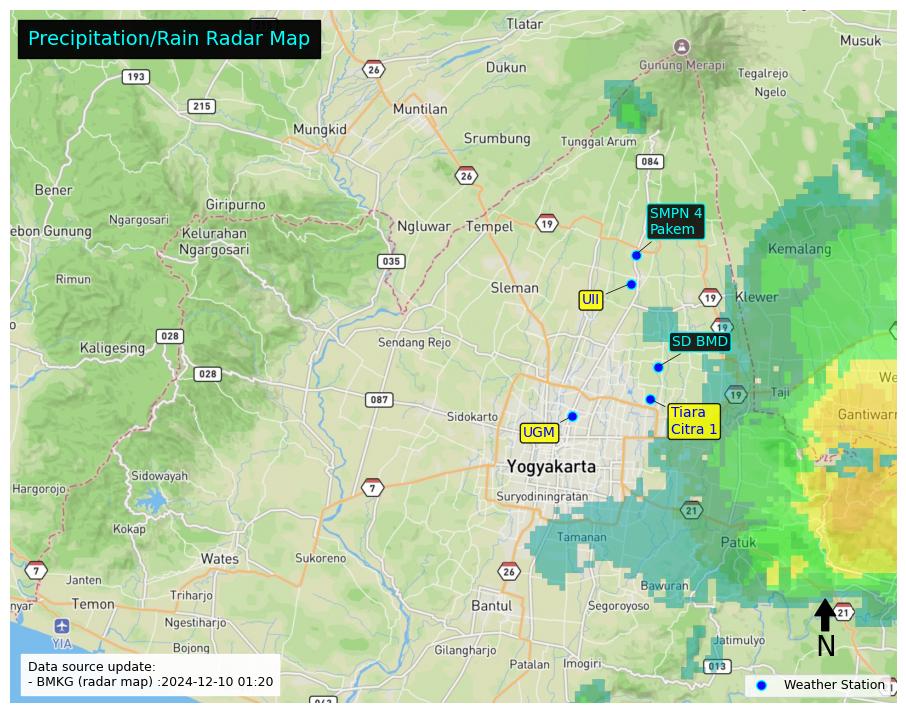 Precipitation/Rain Radar Map
Tlatar
Musuk
26
Dukun
Gunung Merapi
Tegalrejo
193
Ngelo
215
Muntilan
Mungkid
Srumbung
Tunggal Arum
084
26
Bener
Giripurno
SMPN 4
Pakem
Ngargosari
Ngluwar
Tempel
19
ebon Gunung
Kelurahan
Ngargosari
Kemalang
035
Rimun
Sleman
UII
19
Klewer
19
028
Sendang Rejo
SD BMD
Kaligesing
028
087
19
Taji
We
Sidokarto
Tiara
Citra 1
Gantiwarn
UGM
Yogyakarta
Sidowayah
Hargorojo
7
Suryodiningratan
21
Kokap
Tamanan
Patuk
Wates
Sukoreno
7
26
Janten
Bawuran
Triharjo
nyar
Temon
Bantul
Segoroyoso
21
Ngestiharjo
YIA
N
Jatimulyo
Bojong
Gilangharjo
Patalan
Imogiri
013
Data source update:
- BMKG (radar map) :2024-12-10 01:20
Weather Station